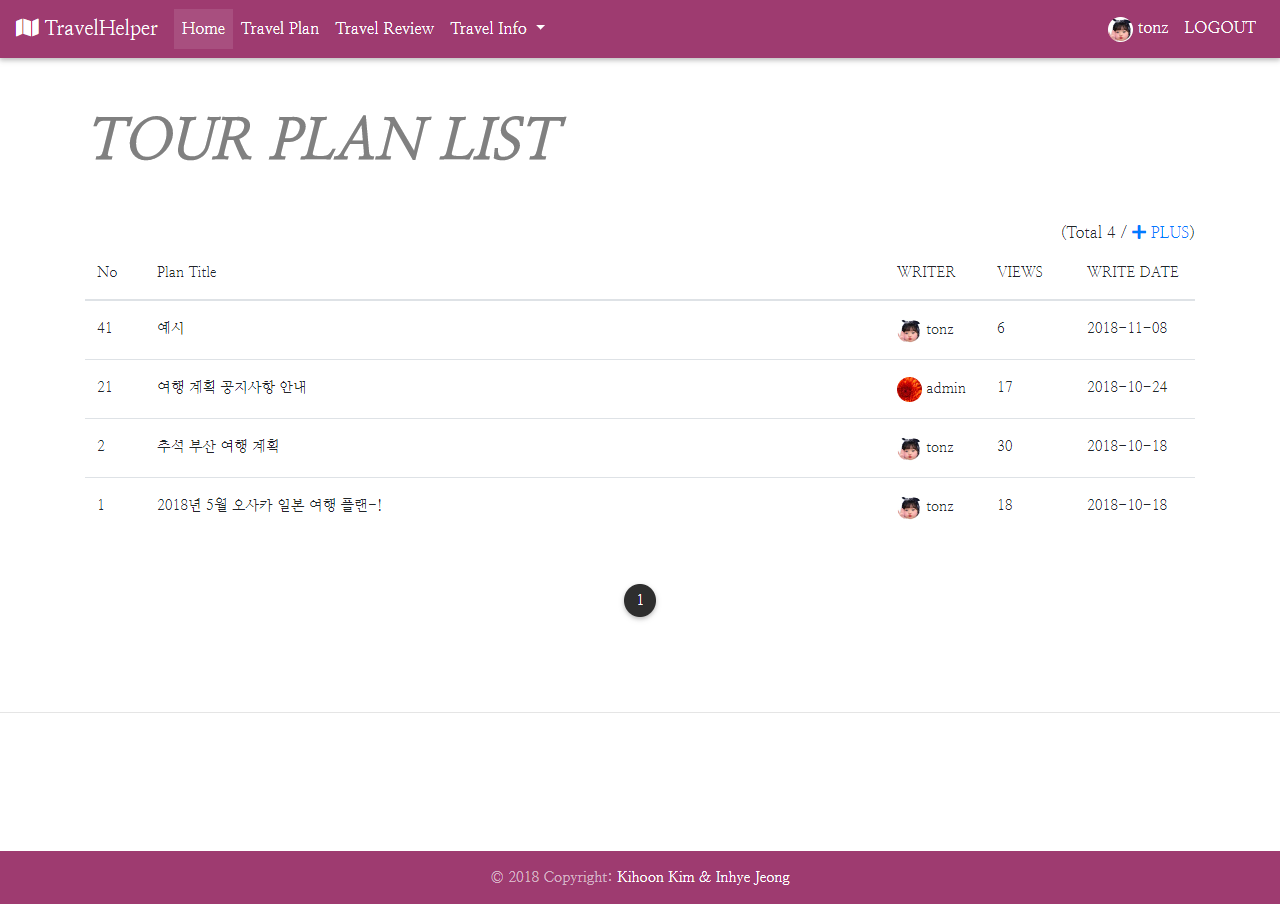 TravelHelper Home Travel Plan Travel Review Travel Info tonz LOGOUT
TOUR PLAN LIST
(Total 4 / + PLUS)
No Plan Title WRITER VIEWS WRITE DATE
41 예시 tonz 6 2018-11-08
21 여행 계획 공지사항 안내 admin 17 2018-10-24
2 추석 부산 여행 계획 tonz 30 2018-10-18
1 2018년 5월 오사카 일본 여행 플랜-! tonz 18 2018-10-18
1
© 2018 Copyright: Kihoon Kim & Inhye Jeong